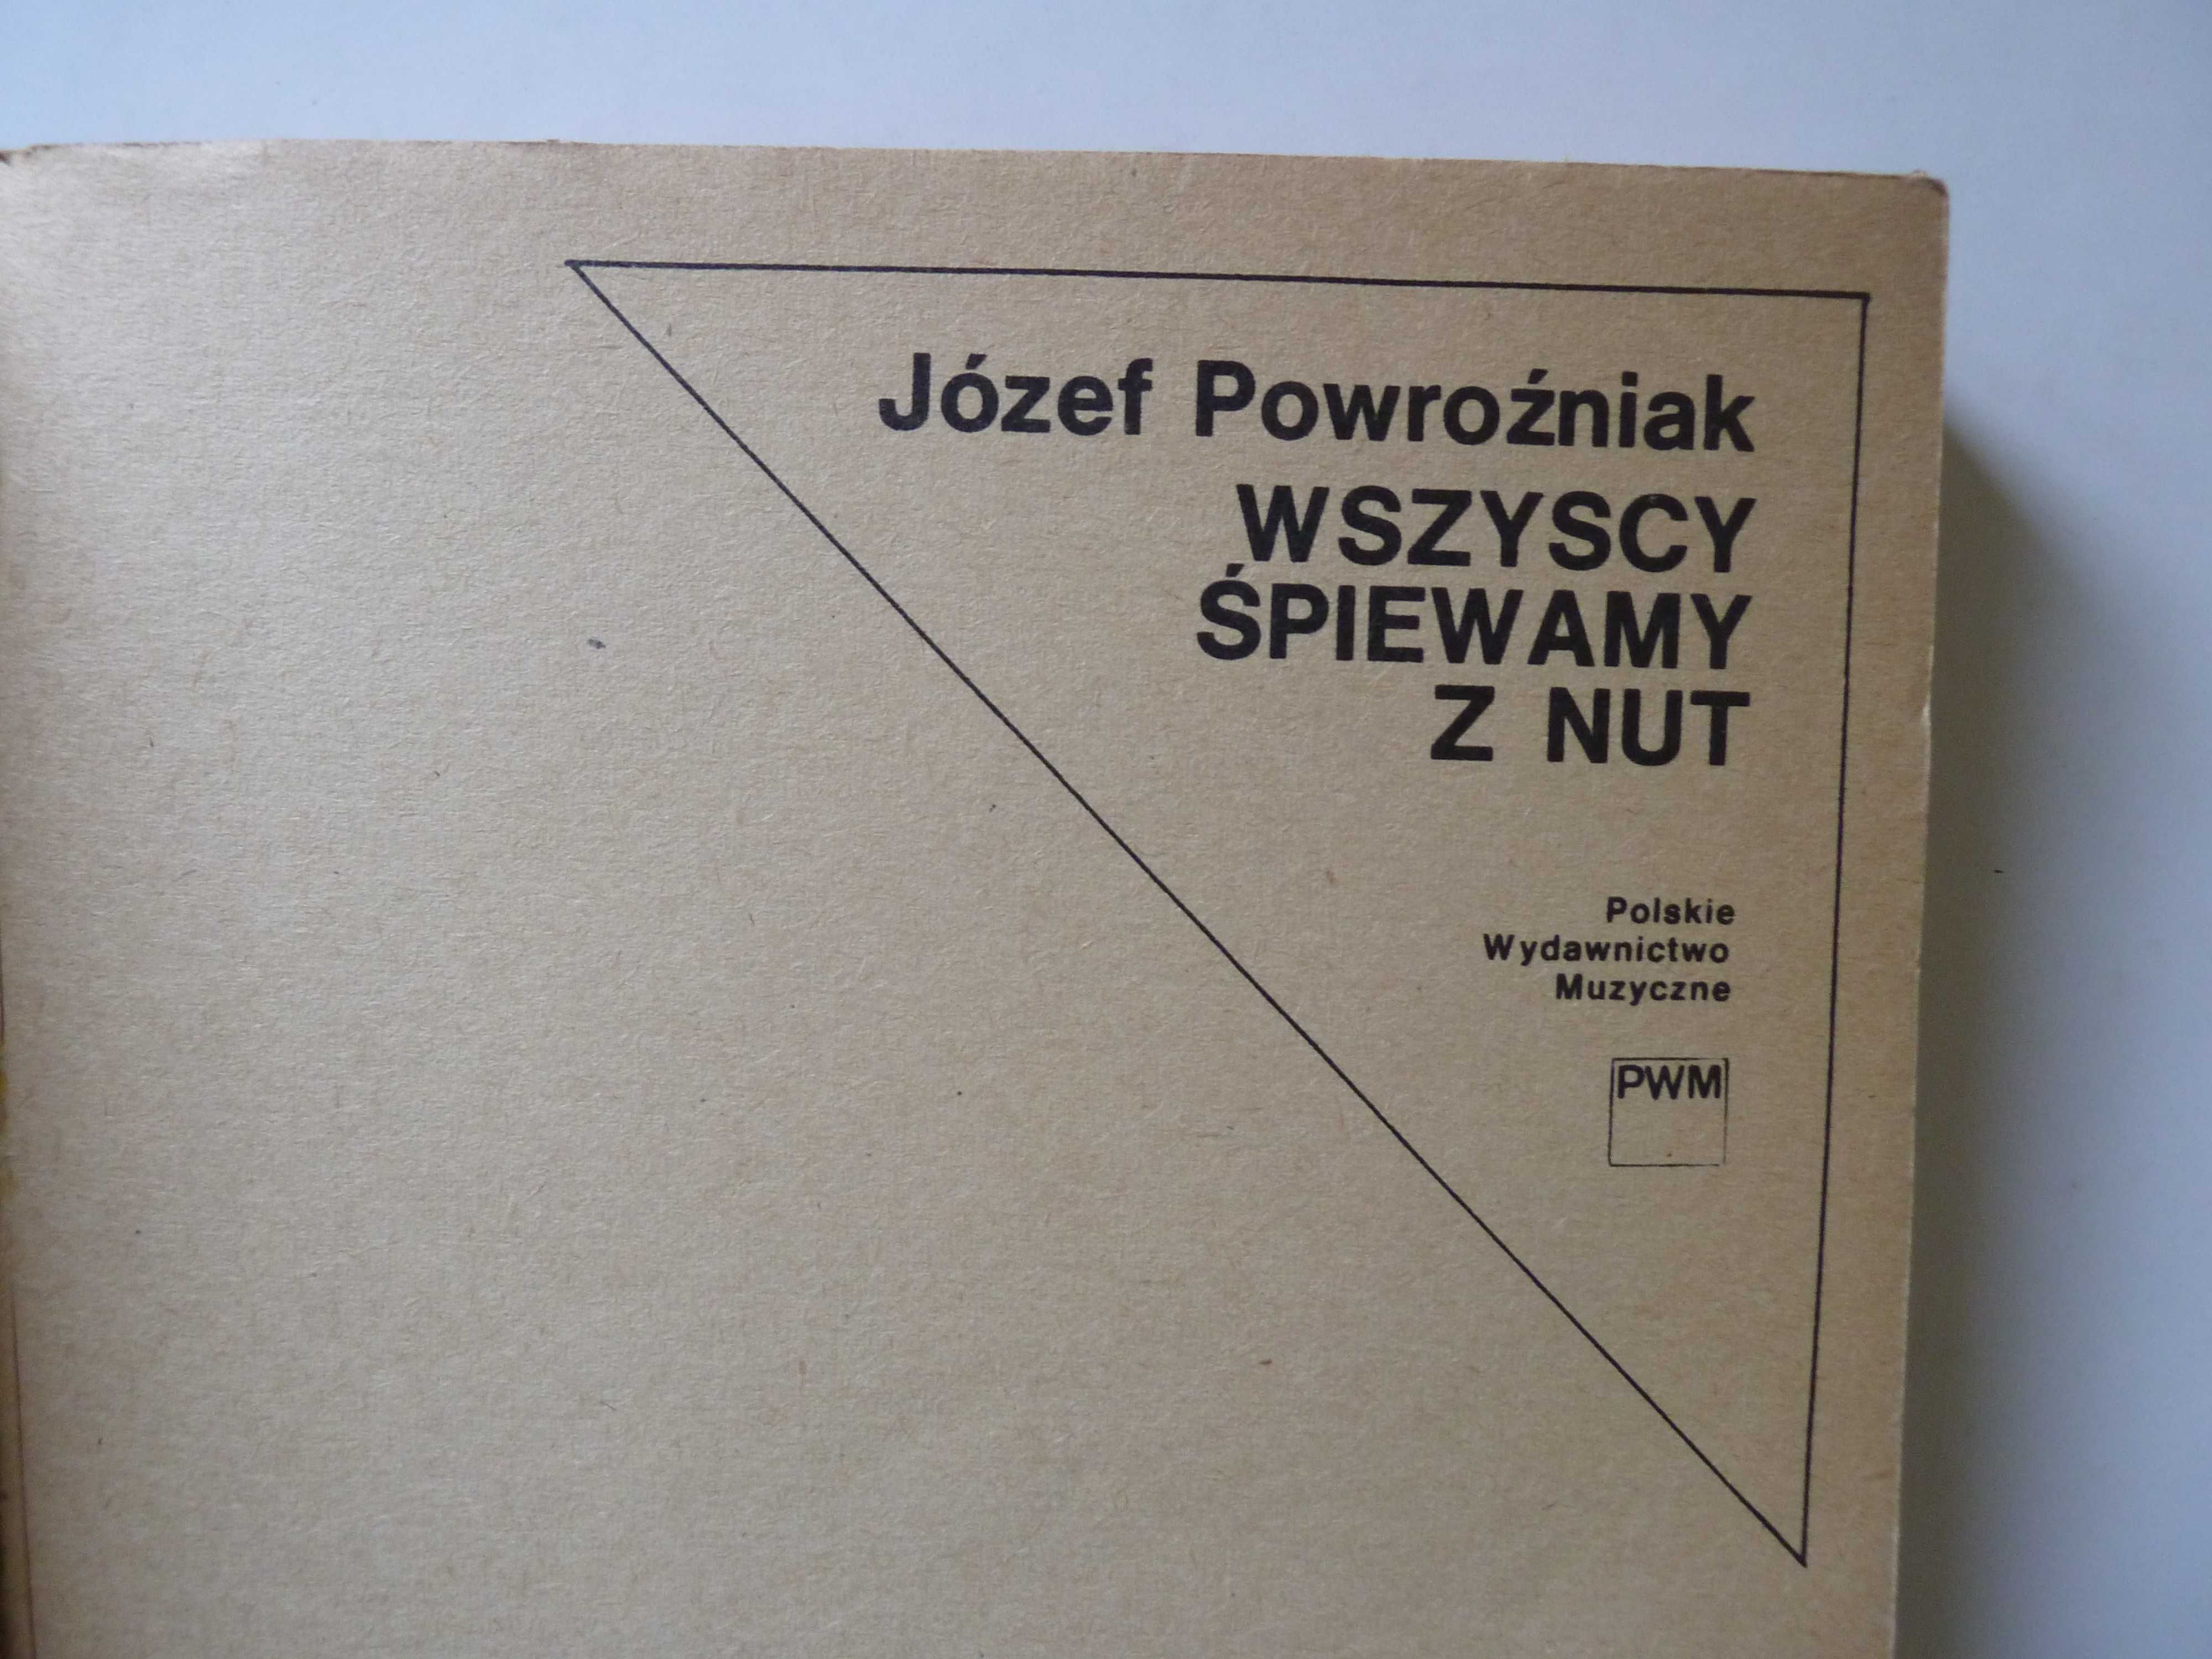 Józef Powroźniak
WSZYSCY
ŚPIEWAMY
Z NUT
Polskie
Wydawnictwo
Muzyczne
PWM